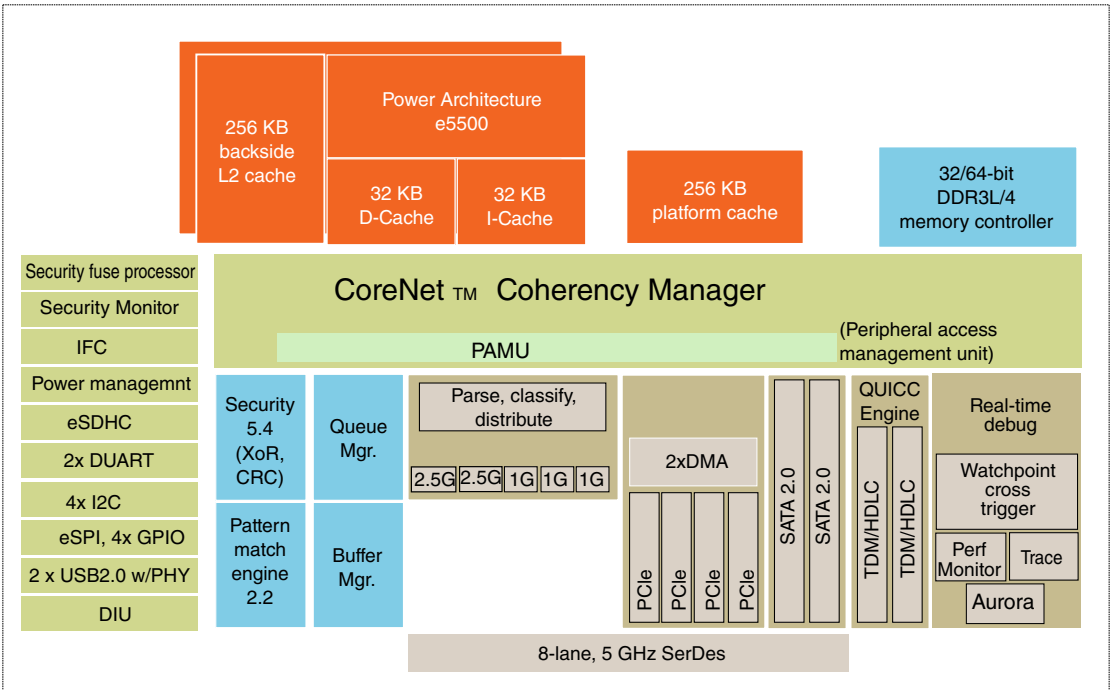 Power Architecture
e5500
256 KB
backside
L2 cache
32 KB
D-Cache
32 KB
I-Cache
256 KB
platform cache
32/64-bit
DDR3L/4
memory controller
Security fuse processor
Security Monitor
IFC
Power managemnt
eSDHC
2x DUART
4x I2C
eSPI, 4x GPIO
2 x USB2.0 w/PHY
DIU
CoreNet TM Coherency Manager
PAMU
(Peripheral access
management unit)
Security
5.4
(XoR,
CRC)
Queue
Mgr.
Pattern
match
engine
2.2
Buffer
Mgr.
Parse, classify,
distribute
2.5G
2.5G
1G
1G
1G
2xDMA
PCIe
PCIe
PCIe
PCIe
SATA 2.0
SATA 2.0
QUICC
Engine
TDM/HDLC
TDM/HDLC
Real-time
debug
Watchpoint
cross
trigger
Perf
Monitor
Trace
Aurora
8-lane, 5 GHz SerDes